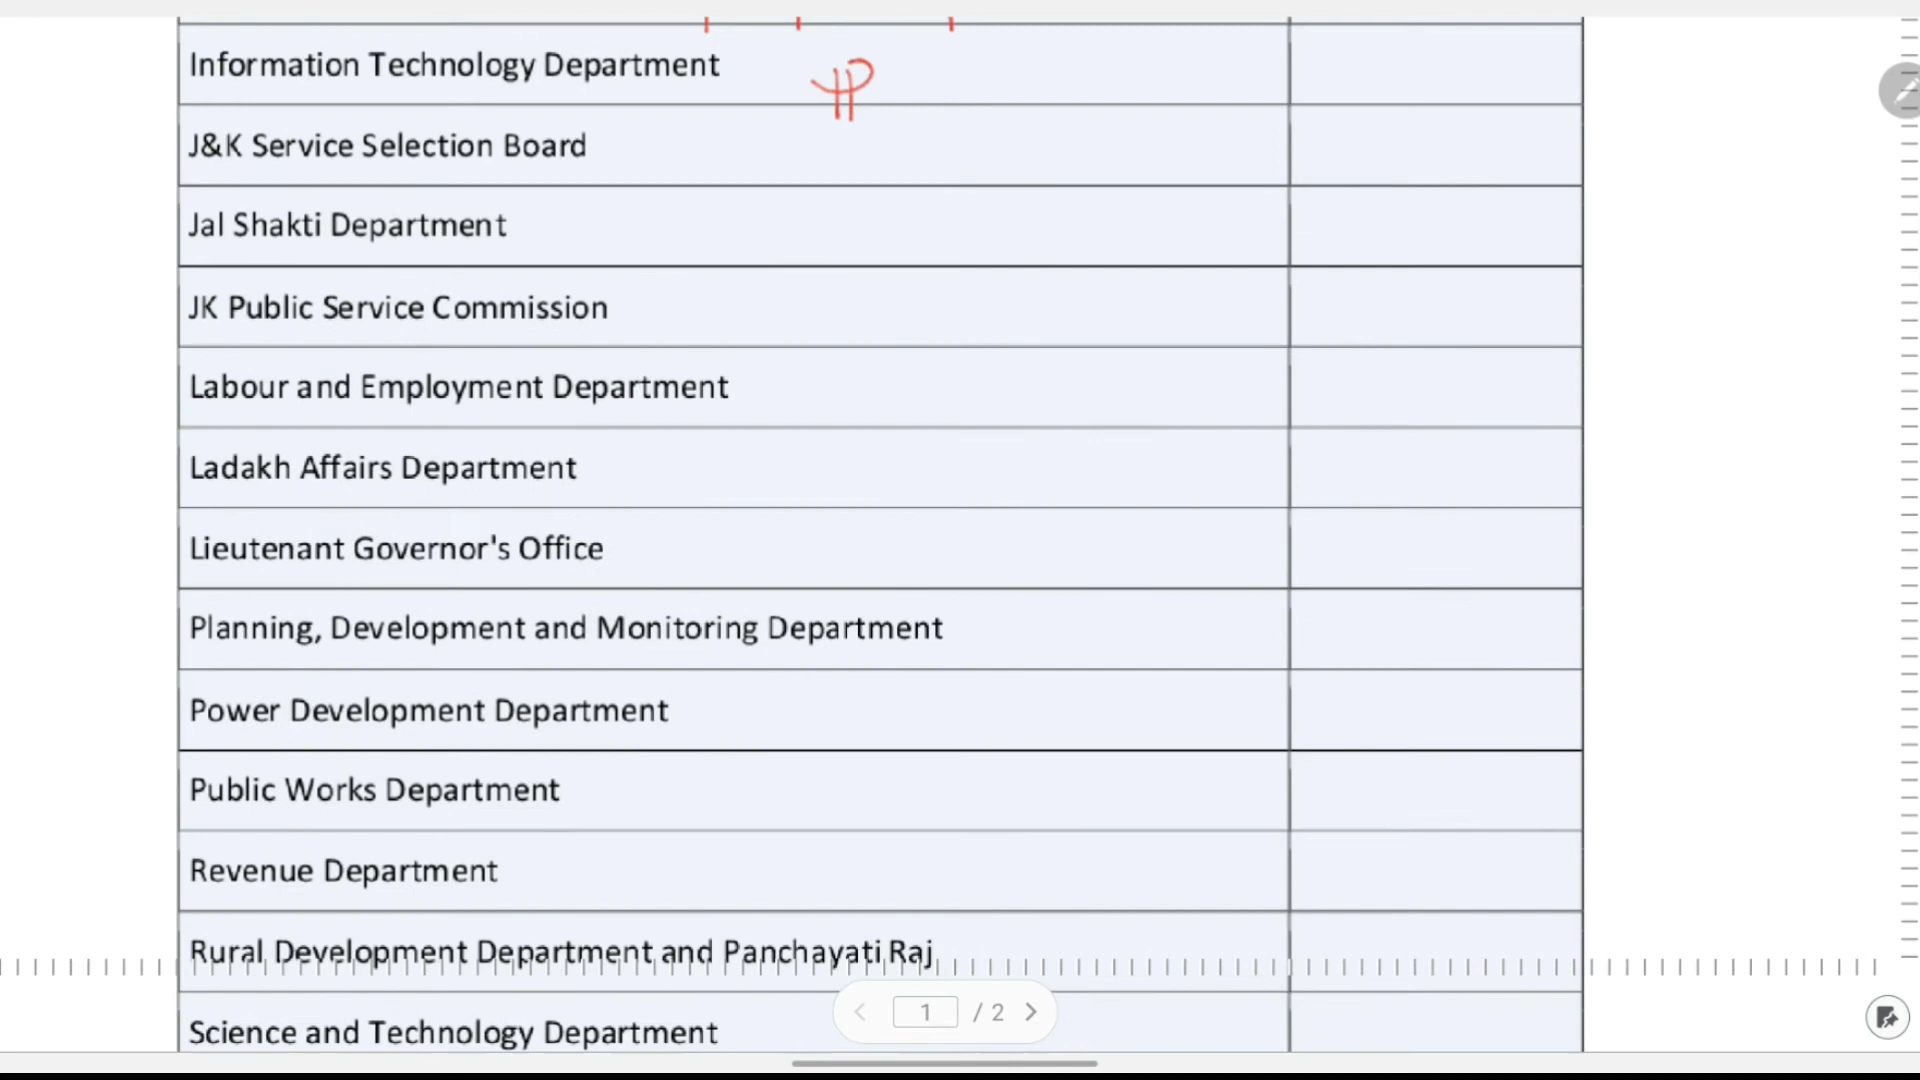 Information Technology Department
J&K Service Selection Board
Jal Shakti Department
JK Public Service Commission
Labour and Employment Department
Ladakh Affairs Department
Lieutenant Governor's Office
Planning, Development and Monitoring Department
Power Development Department
Public Works Department
Revenue Department
Rural Development Department and Panchayati Raj
Science and Technology Department
1 / 2